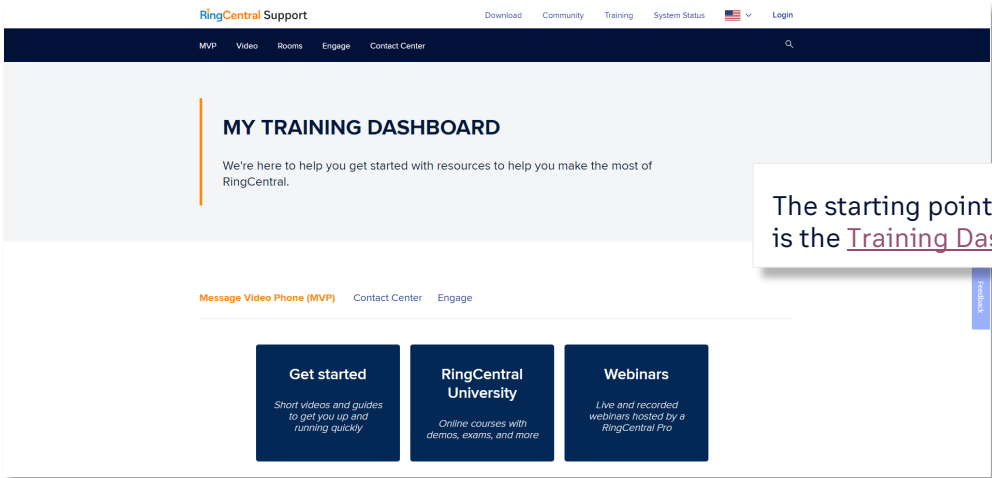 RingCentral Support
Download Community Training System Status Login
MVP Video Rooms Engage Contact Center
MY TRAINING DASHBOARD
We're here to help you get started with resources to help you make the most of
RingCentral.
The starting point
is the Training Das
Feedback
Message Video Phone (MVP) Contact Center Engage
Get started
Short videos and guides
to get you up and
running quickly
RingCentral
University
Online courses with
demos, exams, and more
Webinars
Live and recorded
webinars hosted by a
RingCentral Pro